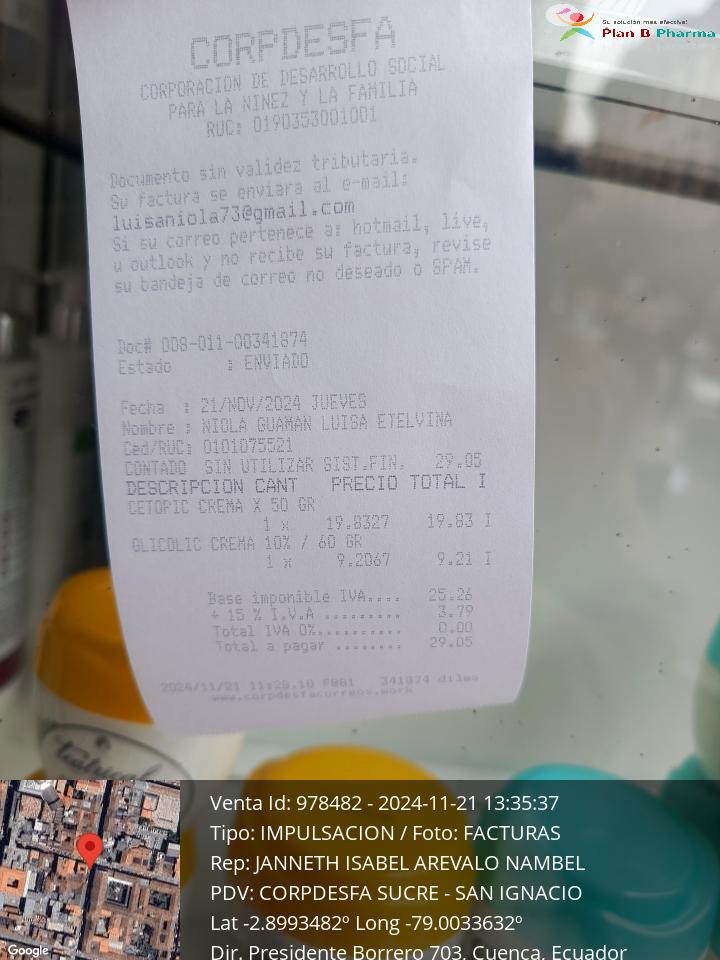 Su solución más efectiva!
Plan B Pharma
CORPDESFA
CORPORACION DE DESARROLLO SOCIAL
PARA LA NINEZ Y LA FAMILIA
RUC: 0190353001001
Documento sin validez tributaria.
Su factura se enviara al e-mail:
luisaniola73@gmail.com
Si su correo pertenece a: hotmail, live,
u outlook y no recibe su factura, revise
su bandeja de correo no deseado o SPAM.
Doc# 008-011-00341874
Estado : ENVIADO
Fecha : 21/NOV/2024 JUEVES
Nombre : NIOLA GUAMAN LUISA ETELVINA
Ced/RUC: 0101075521
CONTADO SIN UTILIZAR SIST.FIN. 29.05
DESCRIPCION CANT PRECIO TOTAL I
CETOPIC CREMA X 50 GR
1 x 19.8327 19.83 I
GLICOLIC CREMA 10% / 60 GR
1 x 9.2067 9.21 I
Base imponible IVA.... 25.26
+ 15 % I.V.A ......... 3.79
Total IVA 0%.......... 0.00
Total a pagar ........ 29.05
2024/11/21 11:28.10 F001 341874 dilma
www.corpdesfacorreos.work
Venta Id: 978482 - 2024-11-21 13:35:37
Tipo: IMPULSACION / Foto: FACTURAS
Rep: JANNETH ISABEL AREVALO NAMBEL
PDV: CORPDESFA SUCRE - SAN IGNACIO
Lat -2.8993482º Long -79.0033632º
Dir. Presidente Borrero 703, Cuenca, Ecuador
Google